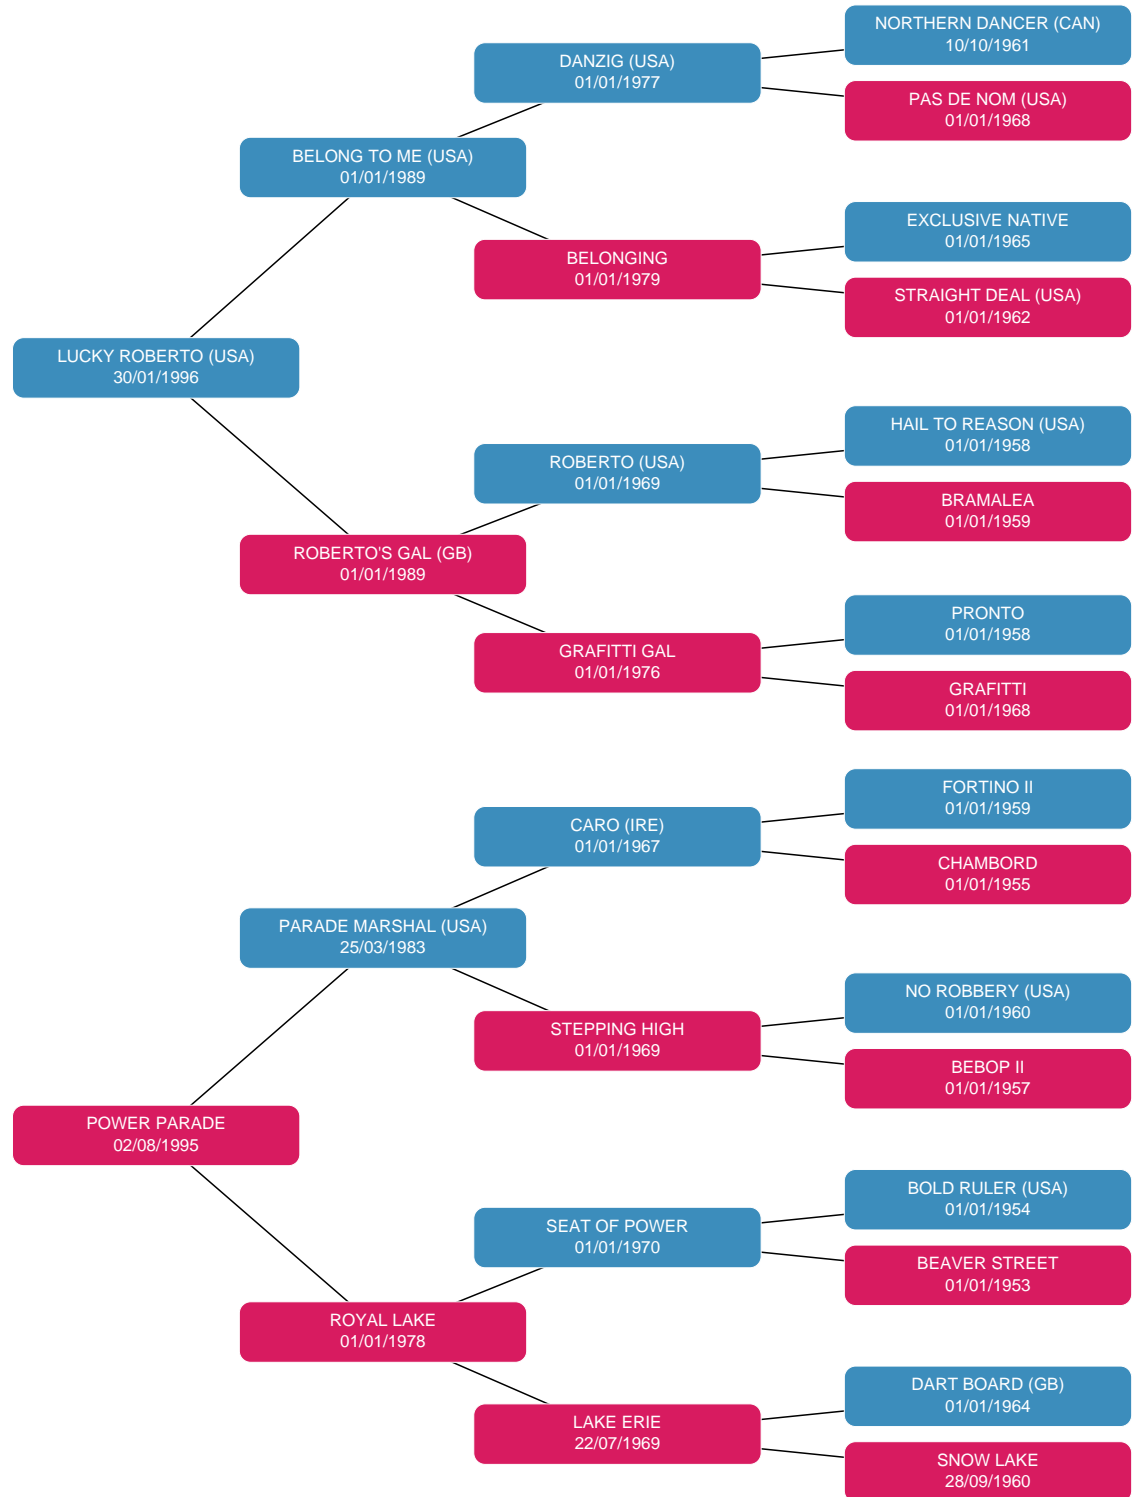 NORTHERN DANCER (CAN)
10/10/1961
DANZIG (USA)
01/01/1977
PAS DE NOM (USA)
01/01/1968
BELONG TO ME (USA)
01/01/1989
EXCLUSIVE NATIVE
01/01/1965
BELONGING
01/01/1979
STRAIGHT DEAL (USA)
01/01/1962
LUCKY ROBERTO (USA)
30/01/1996
HAIL TO REASON (USA)
01/01/1958
ROBERTO (USA)
01/01/1969
BRAMALEA
01/01/1959
ROBERTO'S GAL (GB)
01/01/1989
PRONTO
01/01/1958
GRAFITTI GAL
01/01/1976
GRAFITTI
01/01/1968
FORTINO II
01/01/1959
CARO (IRE)
01/01/1967
CHAMBORD
01/01/1955
PARADE MARSHAL (USA)
25/03/1983
NO ROBBERY (USA)
01/01/1960
STEPPING HIGH
01/01/1969
BEBOP II
01/01/1957
POWER PARADE
02/08/1995
BOLD RULER (USA)
01/01/1954
SEAT OF POWER
01/01/1970
BEAVER STREET
01/01/1953
ROYAL LAKE
01/01/1978
DART BOARD (GB)
01/01/1964
LAKE ERIE
22/07/1969
SNOW LAKE
28/09/1960